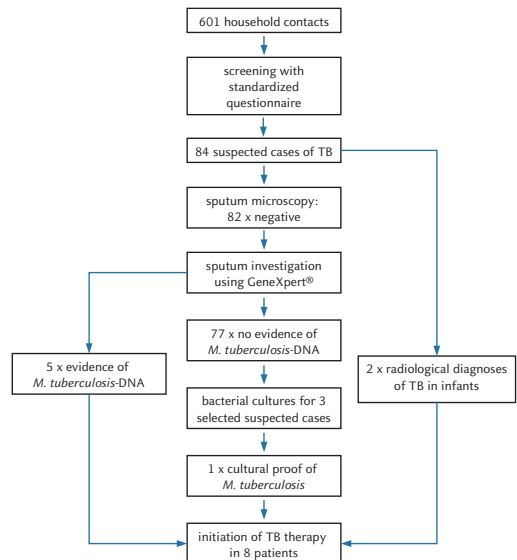 601 household contacts
screening with
standardized
questionnaire
84 suspected cases of TB
sputum microscopy:
82 x negative
sputum investigation
using GeneXpert®
77 x no evidence of
M. tuberculosis-DNA
5 x evidence of
M. tuberculosis-DNA
2 x radiological diagnoses
of TB in infants
bacterial cultures for 3
selected suspected cases
1 x cultural proof of
M. tuberculosis
initiation of TB therapy
in 8 patients